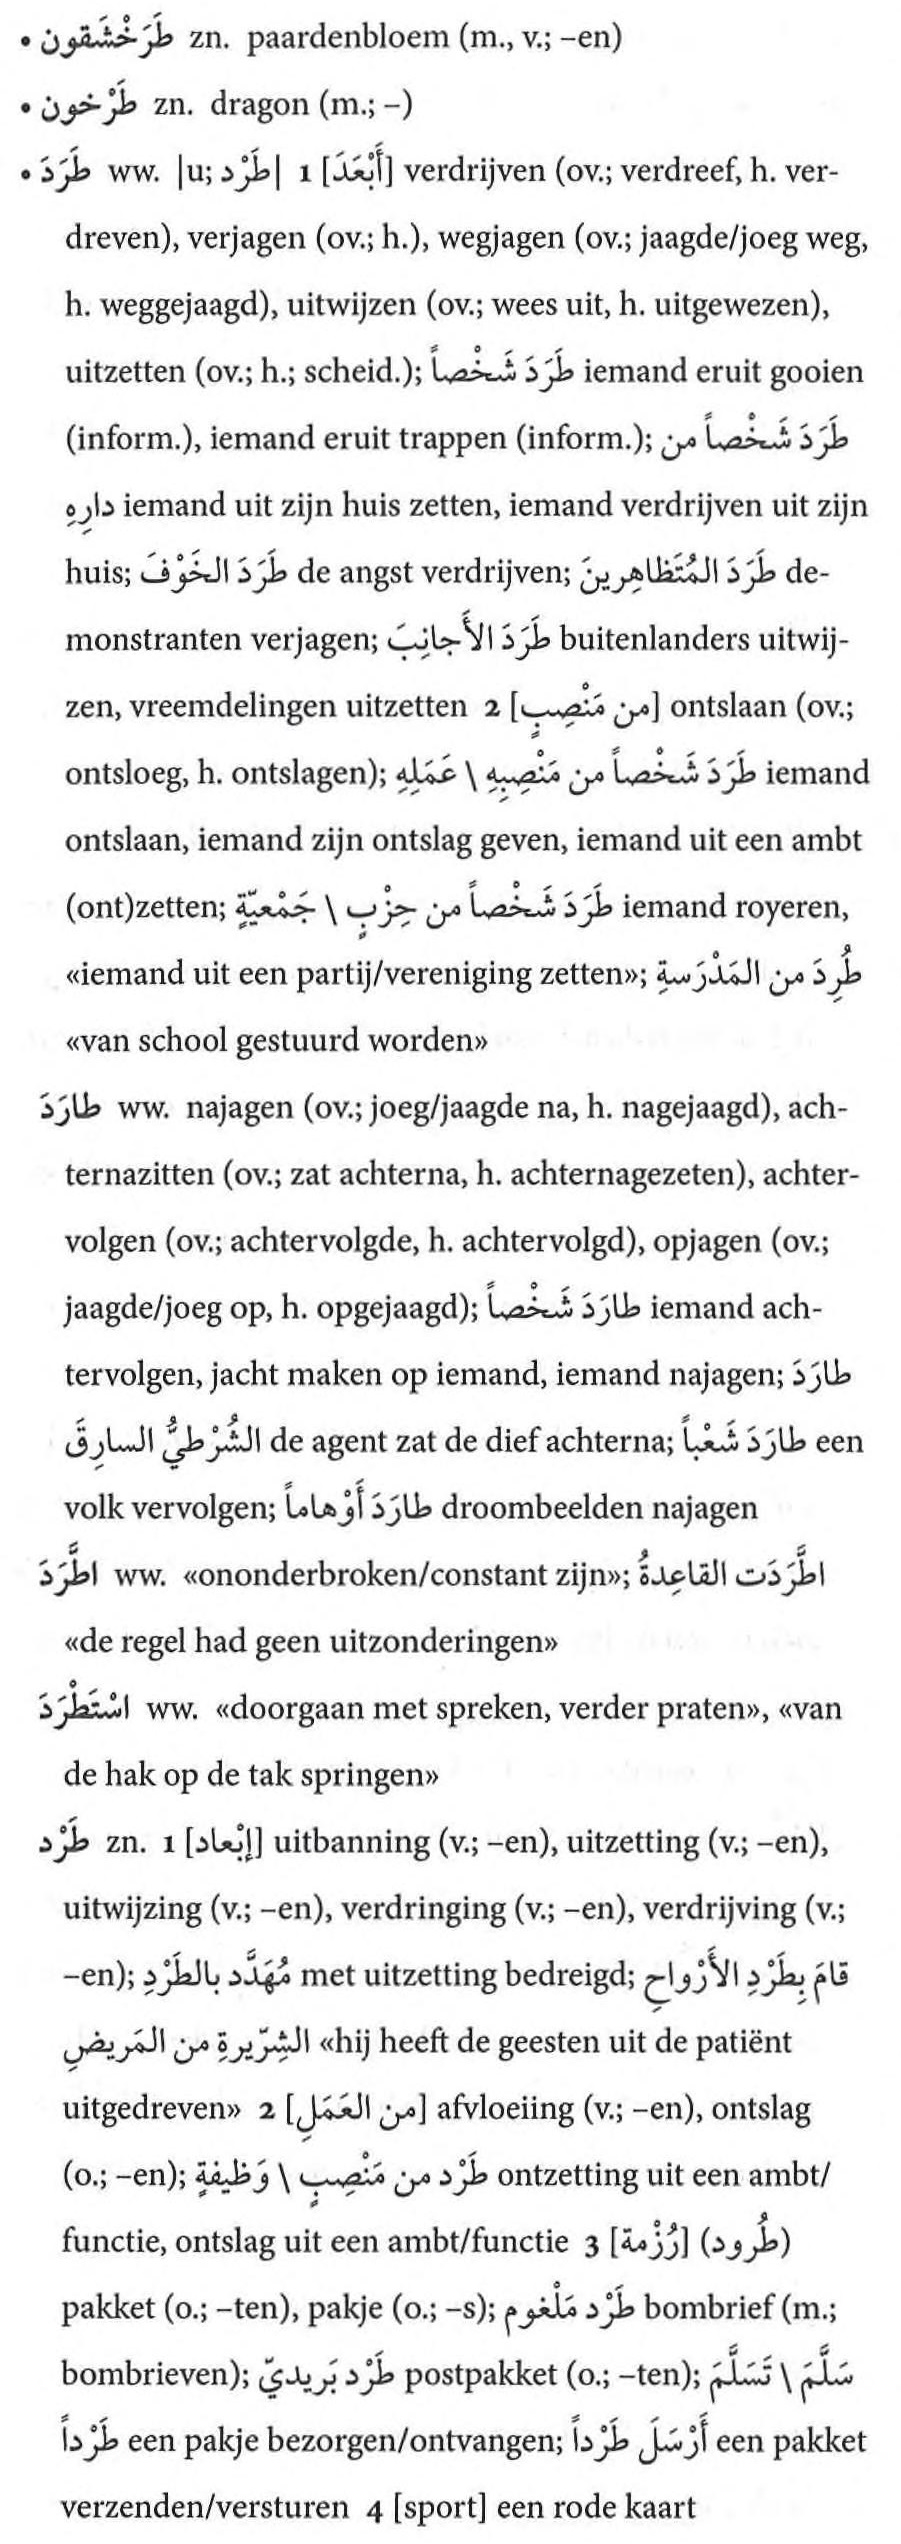 • طَرَخْشَقون zn. paardenbloem (m., v.; –en)
• طَرْخون zn. dragon (m.; –)
• طَرَدَ ww. |u; طَرْد| 1 [أَبْعَدَ] verdrijven (ov.; verdreef, h. ver-
dreven), verjagen (ov.; h.), wegjagen (ov.; jaagde/joeg weg,
h. weggejaagd), uitwijzen (ov.; wees uit, h. uitgewezen),
uitzetten (ov.; h.; scheid.); طَرَدَ شَخْصاً iemand eruit gooien
(inform.), iemand eruit trappen (inform.); طَرَدَ شَخْصاً من
دارِهِ iemand uit zijn huis zetten, iemand verdrijven uit zijn
huis; طَرَدَ الخَوْفَ de angst verdrijven; طَرَدَ المُتَظاهِرينَ de-
monstranten verjagen; طَرَدَ الأَجانِبَ buitenlanders uitwij-
zen, vreemdelingen uitzetten 2 [من مَنْصِبٍ] ontslaan (ov.;
ontsloeg, h. ontslagen); طَرَدَ شَخْصاً من مَنْصِبِهِ \ عَمَلِهِ iemand
ontslaan, iemand zijn ontslag geven, iemand uit een ambt
(ont)zetten; طَرَدَ شَخْصاً من حِزْبٍ \ جَمْعيّةٍ iemand royeren,
«iemand uit een partij/vereniging zetten»; طُرِدَ من المَدْرَسةِ
«van school gestuurd worden»
طارَدَ ww. najagen (ov.; joeg/jaagde na, h. nagejaagd), ach-
ternazitten (ov.; zat achterna, h. achternagezeten), achter-
volgen (ov.; achtervolgde, h. achtervolgd), opjagen (ov.;
jaagde/joeg op, h. opgejaagd); طارَدَ شَخْصاً iemand ach-
tervolgen, jacht maken op iemand, iemand najagen; طارَدَ
الشُّرْطيُّ السارِقَ de agent zat de dief achterna; طارَدَ شَعْباً een
volk vervolgen; طارَدَ أَوْهاماً droombeelden najagen
اطَّرَدَ ww. «ononderbroken/constant zijn»; اطَّرَدَت القاعِدةُ
«de regel had geen uitzonderingen»
اسْتَطْرَدَ ww. «doorgaan met spreken, verder praten», «van
de hak op de tak springen»
طَرْد zn. 1 [إبْعاد] uitbanning (v.; –en), uitzetting (v.; –en),
uitwijzing (v.; –en), verdringing (v.; –en), verdrijving (v.;
–en); مُهَدَّد بالطَرْدِ met uitzetting bedreigd; قامَ بِطَرْدِ الأَرْواحِ
الشِرّيرةِ من المَريضِ «hij heeft de geesten uit de patiënt
uitgedreven» 2 [من العَمَلِ] afvloeiing (v.; –en), ontslag
(o.; –en); طَرْد من مَنْصِبٍ \ وَظيفةٍ ontzetting uit een ambt/
functie, ontslag uit een ambt/functie 3 [رُزْمة] (طُرود)
pakket (o.; –ten), pakje (o.; –s); طَرْد مَلْغوم bombrief (m.;
bombrieven); طَرْد بَريديّ postpakket (o.; –ten); سَلَّمَ \ تَسَلَّمَ
طَرْداً een pakje bezorgen/ontvangen; أَرْسَلَ طَرْداً een pakket
verzenden/versturen 4 [sport] een rode kaart